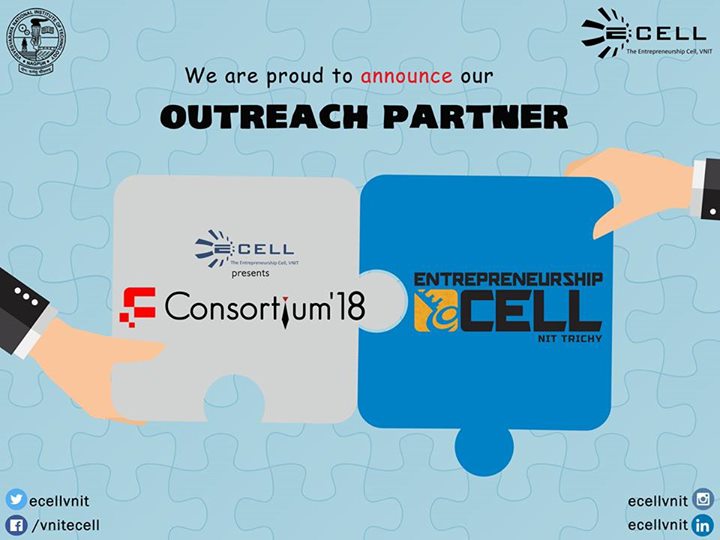 E CELL
The Entrepreneurship Cell, VNIT
We are proud to announce our
OUTREACH PARTNER
E CELL
The Entrepreneurship Cell, VNIT
presents
Consortium'18
ENTREPRENEURSHIP
CELL
NIT TRICHY
ecellvnit
/vnitecell
ecellvnit
ecellvnit
in